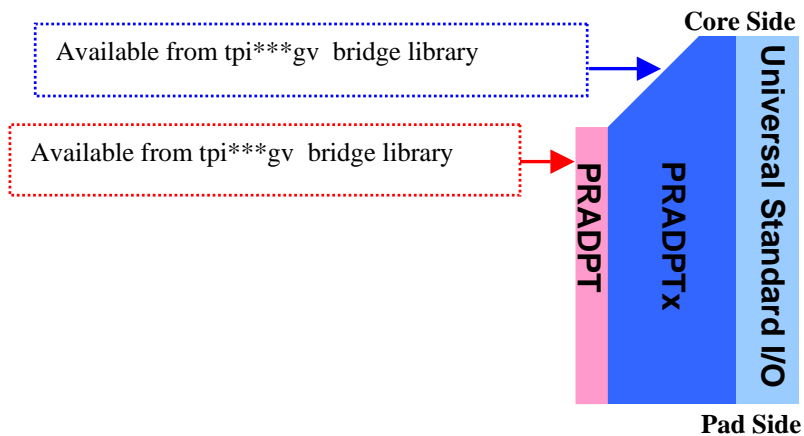 Core Side
Available from tpi***gv bridge library
Available from tpi***gv bridge library
PRADPT
PRADPTx
Universal Standard I/O
Pad Side